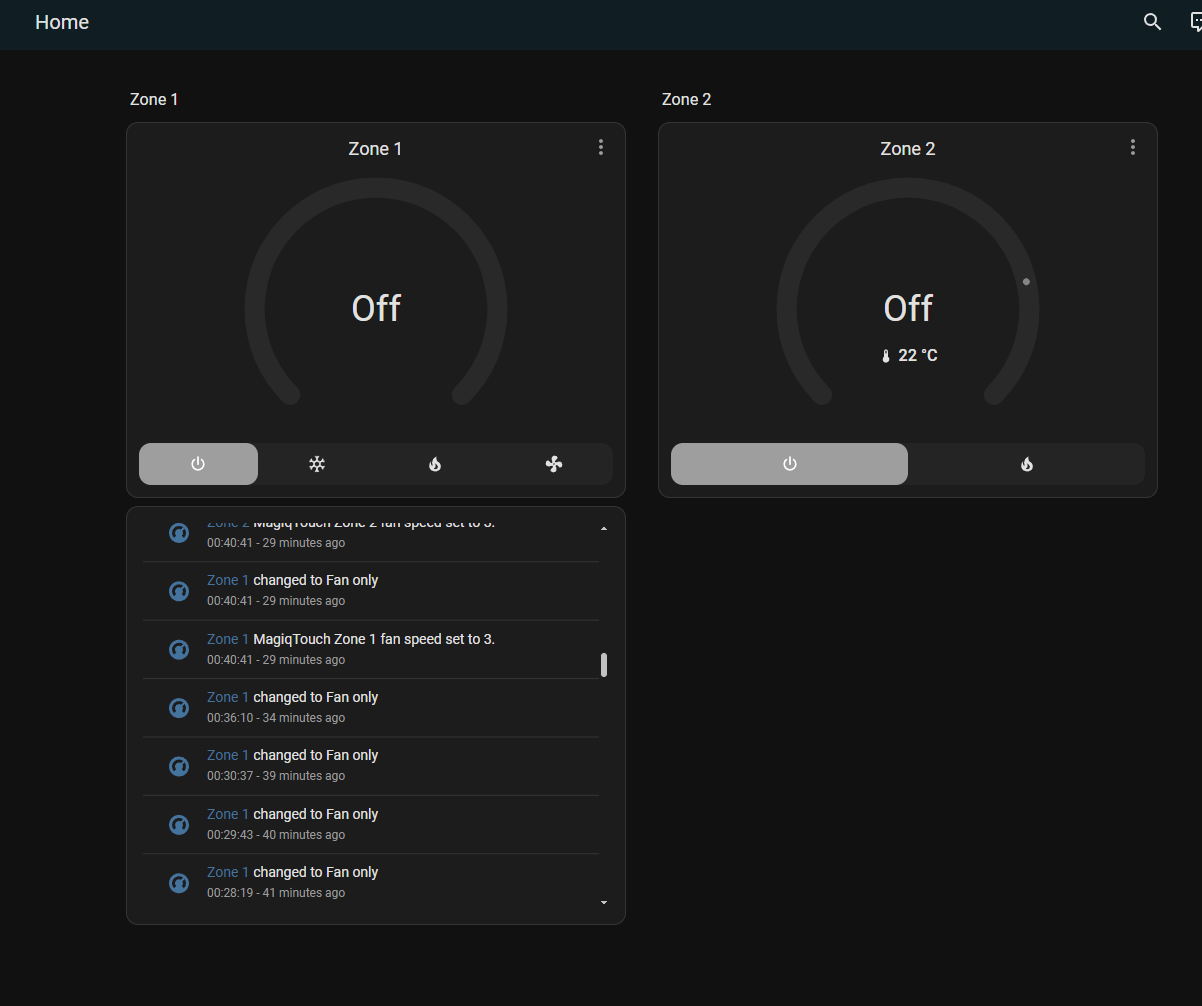 Home
Zone 1
Zone 2
Zone 1
Zone 2
Off
Off
22 °C
Zone 2 MagiqTouch Zone 2 fan speed set to 3.
00:40:41 - 29 minutes ago
Zone 1 changed to Fan only
00:40:41 - 29 minutes ago
Zone 1 MagiqTouch Zone 1 fan speed set to 3.
00:40:41 - 29 minutes ago
Zone 1 changed to Fan only
00:36:10 - 34 minutes ago
Zone 1 changed to Fan only
00:30:37 - 39 minutes ago
Zone 1 changed to Fan only
00:29:43 - 40 minutes ago
Zone 1 changed to Fan only
00:28:19 - 41 minutes ago